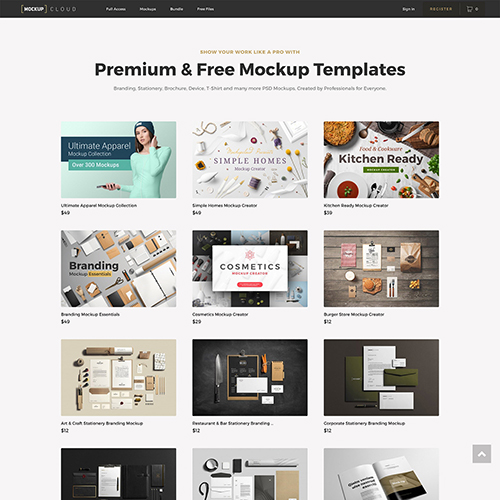 MOCKUP CLOUD
Full Access
Mockups
Bundle
Free Files
Sign in
REGISTER
0
SHOW YOUR WORK LIKE A PRO WITH
Premium & Free Mockup Templates
Branding, Stationery, Brochure, Device, T-Shirt and many more PSD Mockups, Created by Professionals for Everyone.
Ultimate Apparel
Mockup Collection
Over 300 Mockups
SIMPLE HOMES
Mockup Creator
Food & Cookware
Kitchen Ready
MOCKUP CREATOR
Ultimate Apparel Mockup Collection
$49
Simple Homes Mockup Creator
$49
Kitchen Ready Mockup Creator
$39
Branding
Mockup Essentials
COSMETICS
MOCKUP CREATOR
Branding Mockup Essentials
$49
Cosmetics Mockup Creator
$29
Burger Store Mockup Creator
$12
Art & Craft Stationery Branding Mockup
$12
Restaurant & Bar Stationery Branding ...
$12
Corporate Stationery Branding Mockup
$12